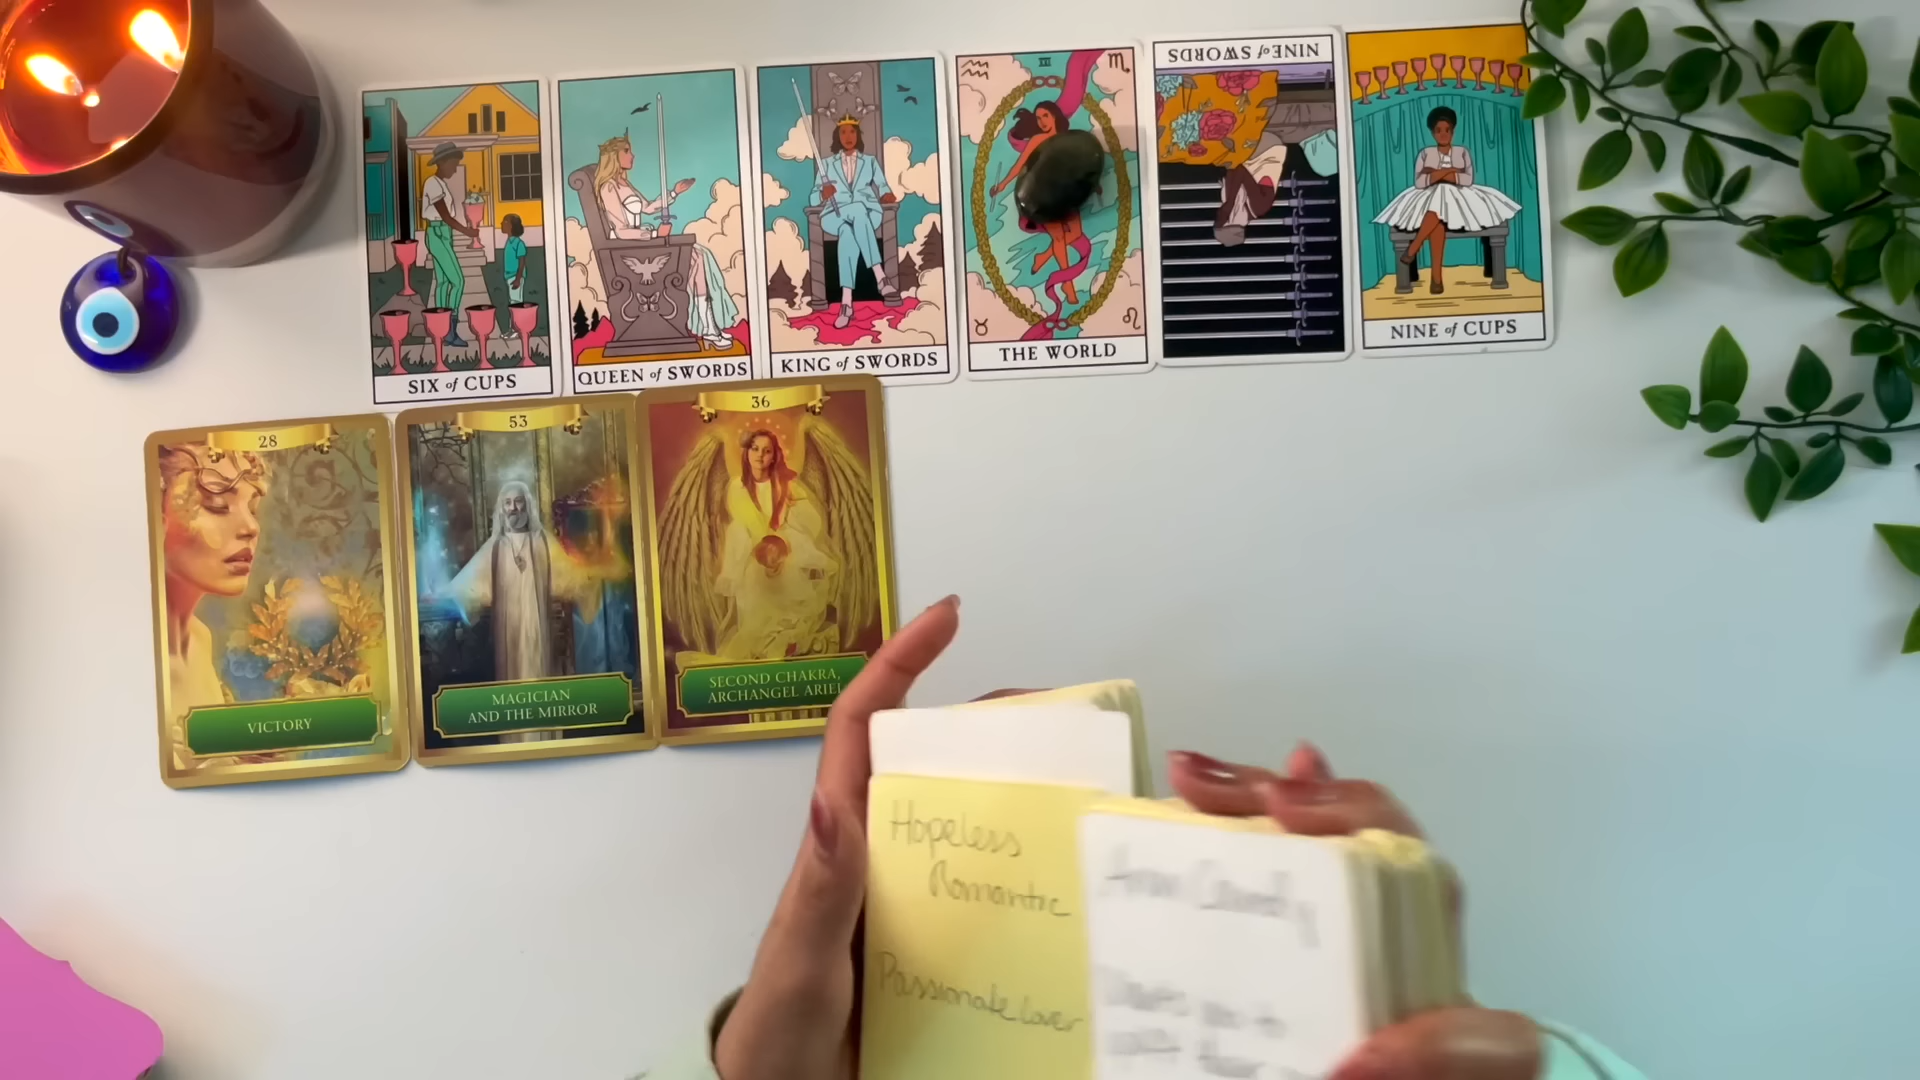 SIX of CUPS
QUEEN of SWORDS
KING of SWORDS
III
THE WORLD
NINE of SWORDS
NINE of CUPS
28
VICTORY
53
MAGICIAN
AND THE MIRROR
36
SECOND CHAKRA,
ARCHANGEL ARIEL
Hopeless
Romantic
Passionate lover